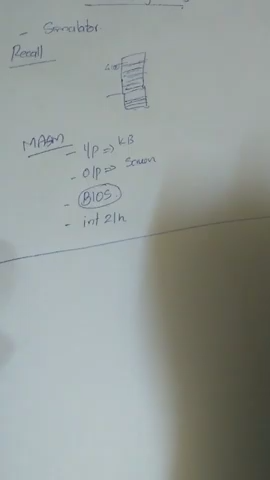 - Simulator
Recall
MASM
- I/p => KB
- O/p => Screen
- BIOS
- int 21h